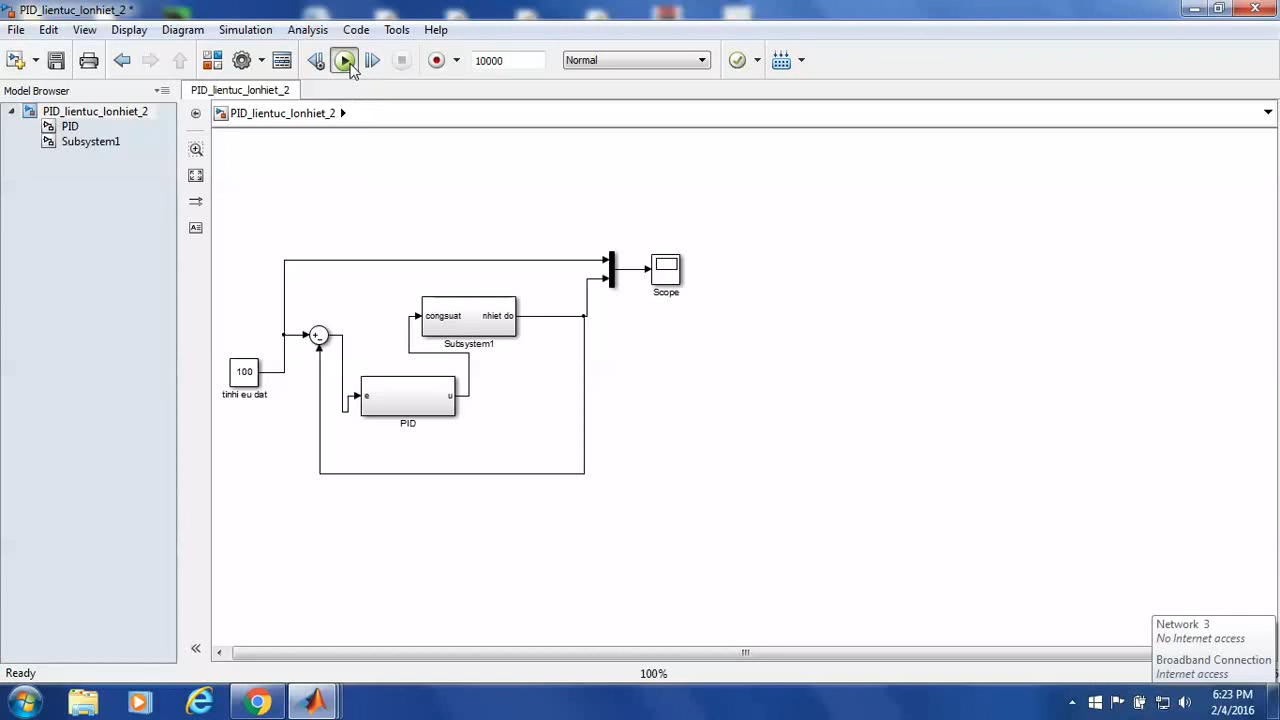 PID_lientuc_lonhiet_2 *
File Edit View Display Diagram Simulation Analysis Code Tools Help
10000 Normal
Model Browser
PID_lientuc_lonhiet_2
PID_lientuc_lonhiet_2
PID_lientuc_lonhiet_2
PID
Subsystem1
Scope
congsuat nhiet do
Subsystem1
100
tinhi eu dat
e u
PID
Network 3
No Internet access
Broadband Connection
Internet access
Ready 100%
6:23 PM
2/4/2016